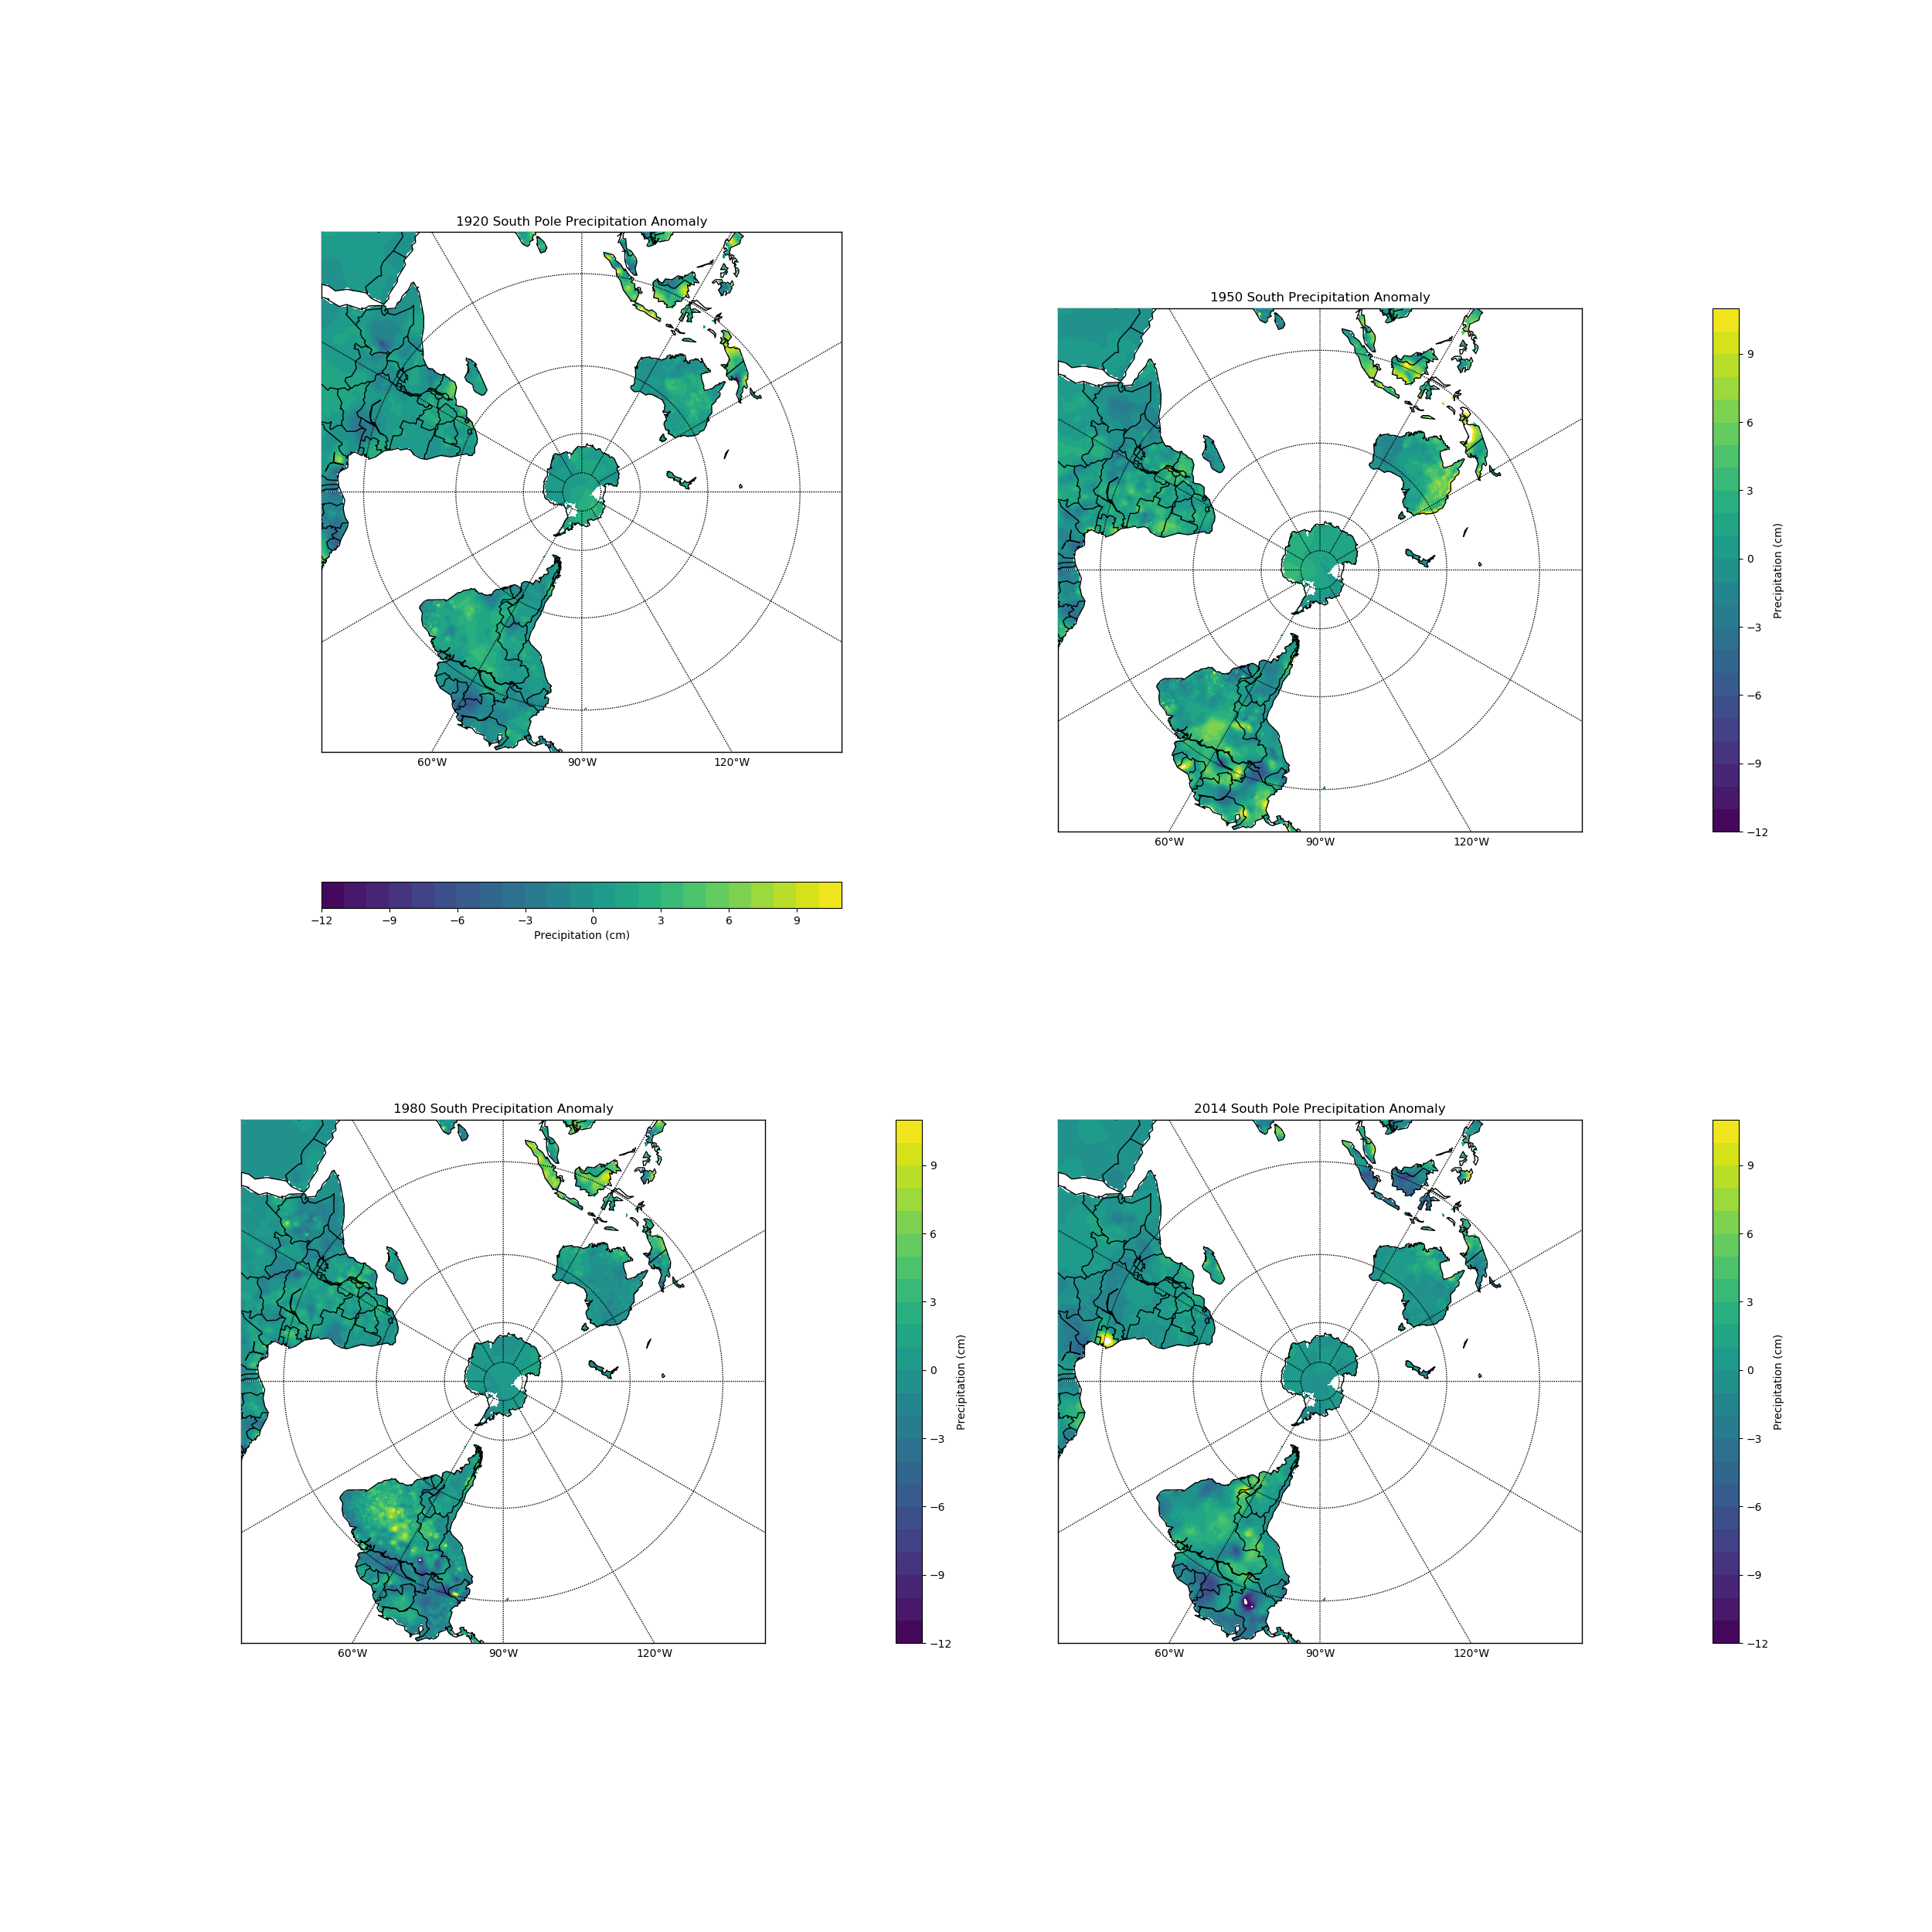 1920 South Pole Precipitation Anomaly
60°W 90°W 120°W
−12 −9 −6 −3 0 3 6 9
Precipitation (cm)
1950 South Precipitation Anomaly
60°W 90°W 120°W
9
6
3
0
−3
−6
−9
−12
Precipitation (cm)
1980 South Precipitation Anomaly
60°W 90°W 120°W
9
6
3
0
−3
−6
−9
−12
Precipitation (cm)
2014 South Pole Precipitation Anomaly
60°W 90°W 120°W
9
6
3
0
−3
−6
−9
−12
Precipitation (cm)